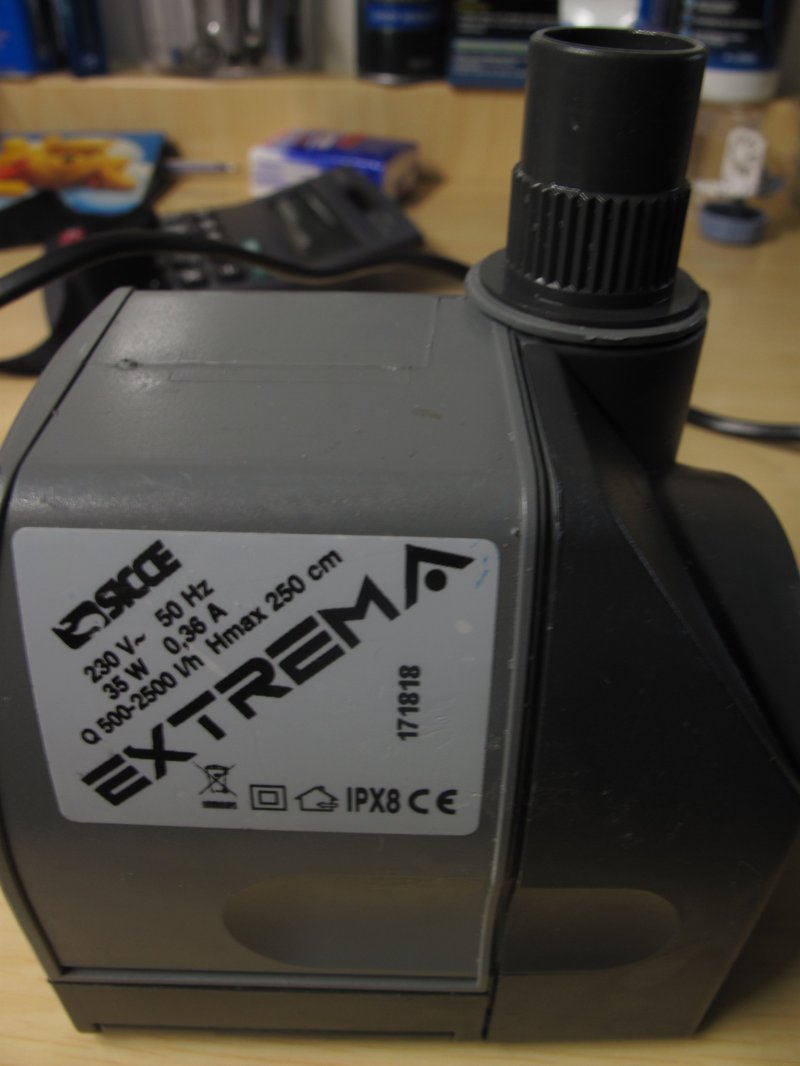 SICCE
230 V~ 50 Hz
35 W 0,36 A
Q 500-2500 l/h Hmax 250 cm
EXTREMA
171818
IPX8 CE